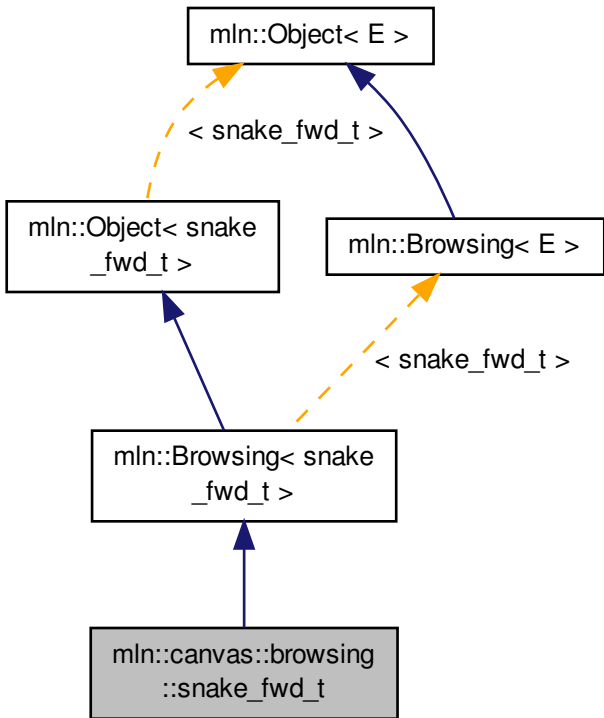 mln::Object< E >
< snake_fwd_t >
mln::Object< snake
_fwd_t >
mln::Browsing< E >
< snake_fwd_t >
mln::Browsing< snake
_fwd_t >
mln::canvas::browsing
::snake_fwd_t